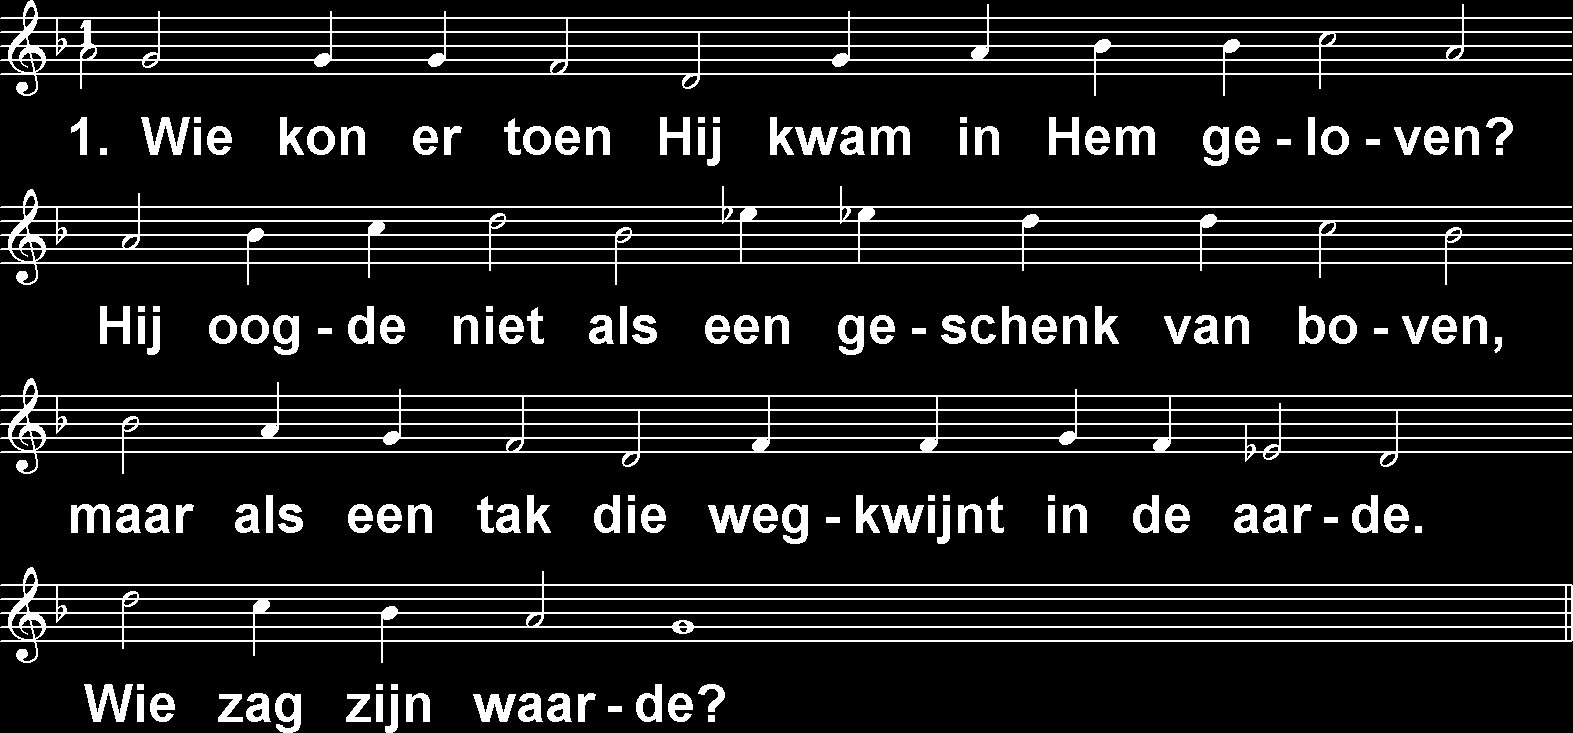 1
1. Wie kon er toen Hij kwam in Hem ge - lo - ven?
Hij oog - de niet als een ge - schenk van bo - ven,
maar als een tak die weg - kwijnt in de aar - de.
Wie zag zijn waar - de?